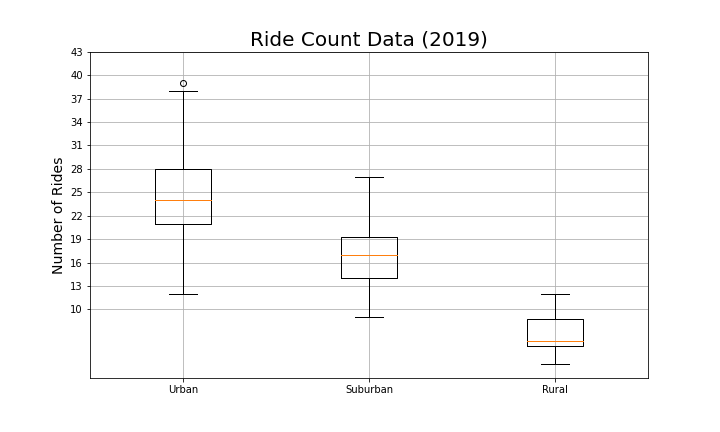 Ride Count Data (2019)
Number of Rides
43
40
37
34
31
28
25
22
19
16
13
10
Urban
Suburban
Rural